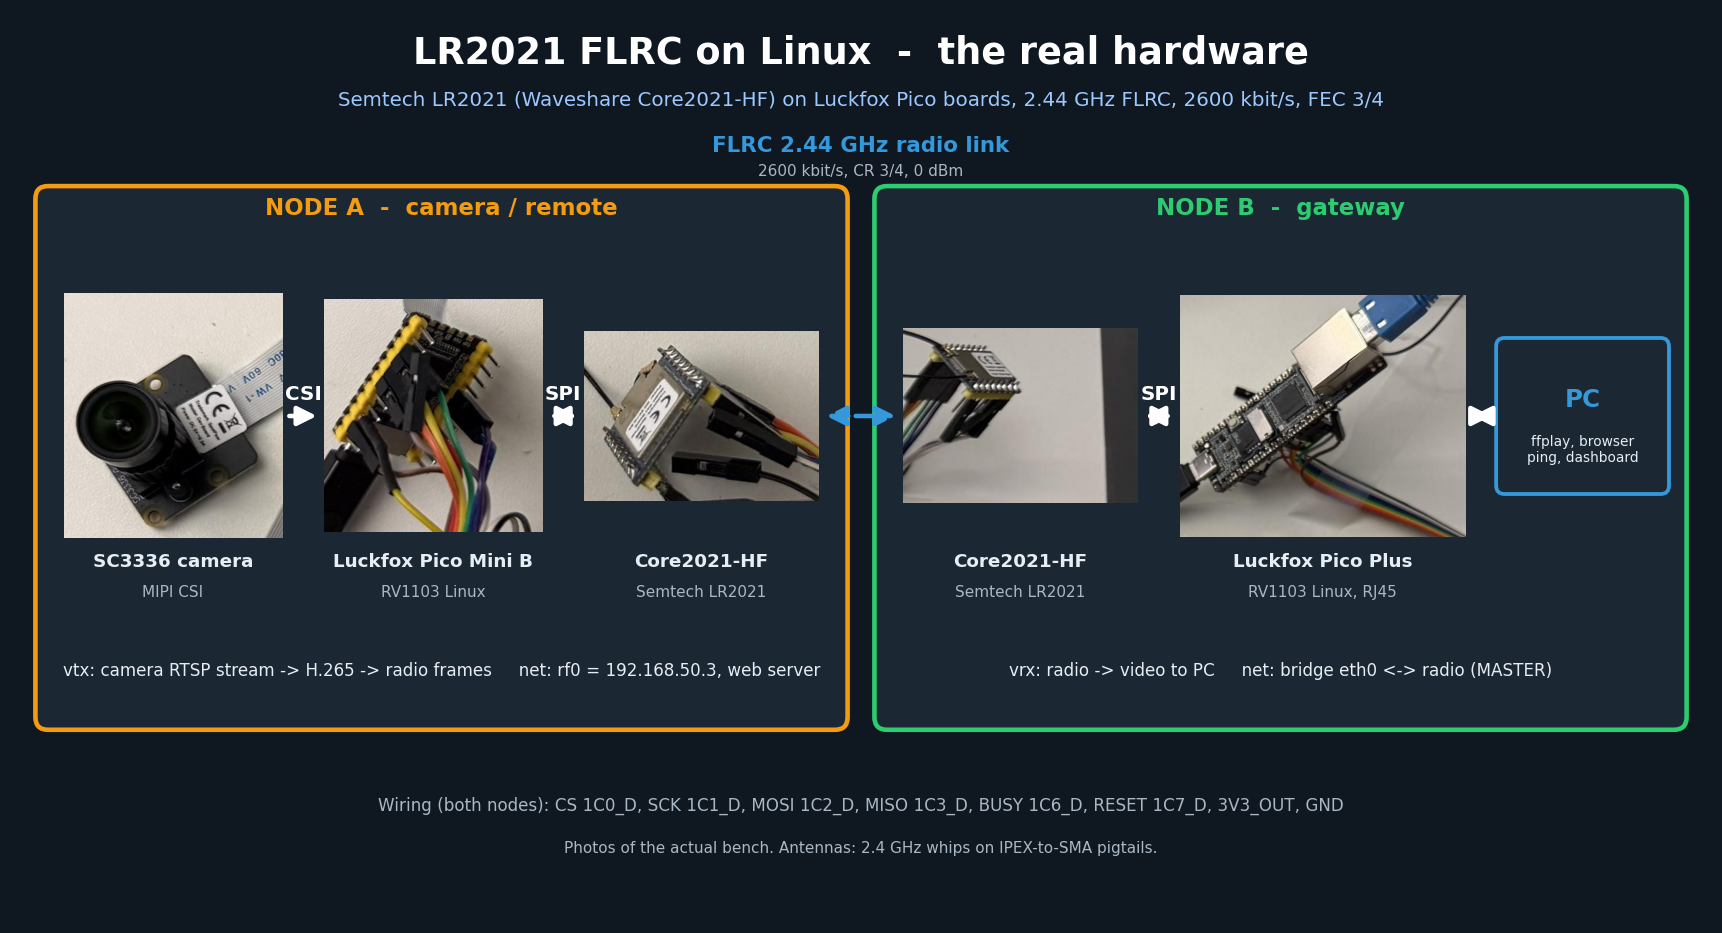 LR2021 FLRC on Linux - the real hardware
Semtech LR2021 (Waveshare Core2021-HF) on Luckfox Pico boards, 2.44 GHz FLRC, 2600 kbit/s, FEC 3/4
FLRC 2.44 GHz radio link
2600 kbit/s, CR 3/4, 0 dBm
NODE A - camera / remote
CSI
SPI
SC3336 camera
MIPI CSI
Luckfox Pico Mini B
RV1103 Linux
Core2021-HF
Semtech LR2021
vtx: camera RTSP stream -> H.265 -> radio frames net: rf0 = 192.168.50.3, web server
NODE B - gateway
SPI
PC
ffplay, browser
ping, dashboard
Core2021-HF
Semtech LR2021
Luckfox Pico Plus
RV1103 Linux, RJ45
vrx: radio -> video to PC net: bridge eth0 <-> radio (MASTER)
Wiring (both nodes): CS 1C0_D, SCK 1C1_D, MOSI 1C2_D, MISO 1C3_D, BUSY 1C6_D, RESET 1C7_D, 3V3_OUT, GND
Photos of the actual bench. Antennas: 2.4 GHz whips on IPEX-to-SMA pigtails.